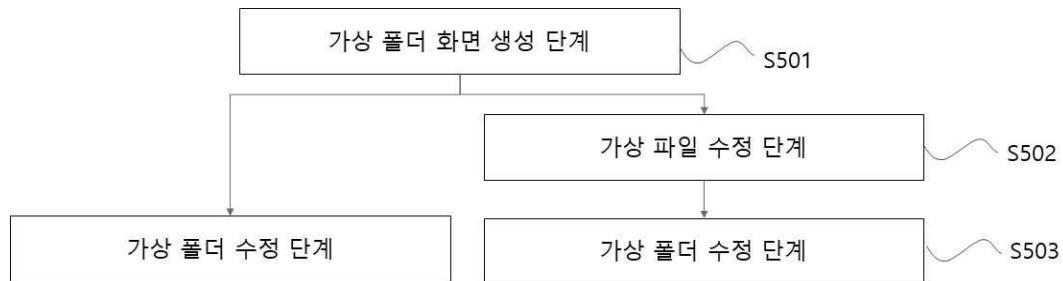 가상 폴더 화면 생성 단계
S501
가상 파일 수정 단계
S502
가상 폴더 수정 단계
가상 폴더 수정 단계
S503